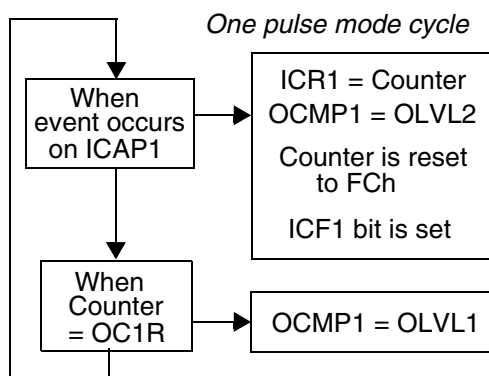 One pulse mode cycle
When
event occurs
on ICAP1
ICR1 = Counter
OCMP1 = OLVL2
Counter is reset
to FCh
ICF1 bit is set
When
Counter
= OC1R
OCMP1 = OLVL1